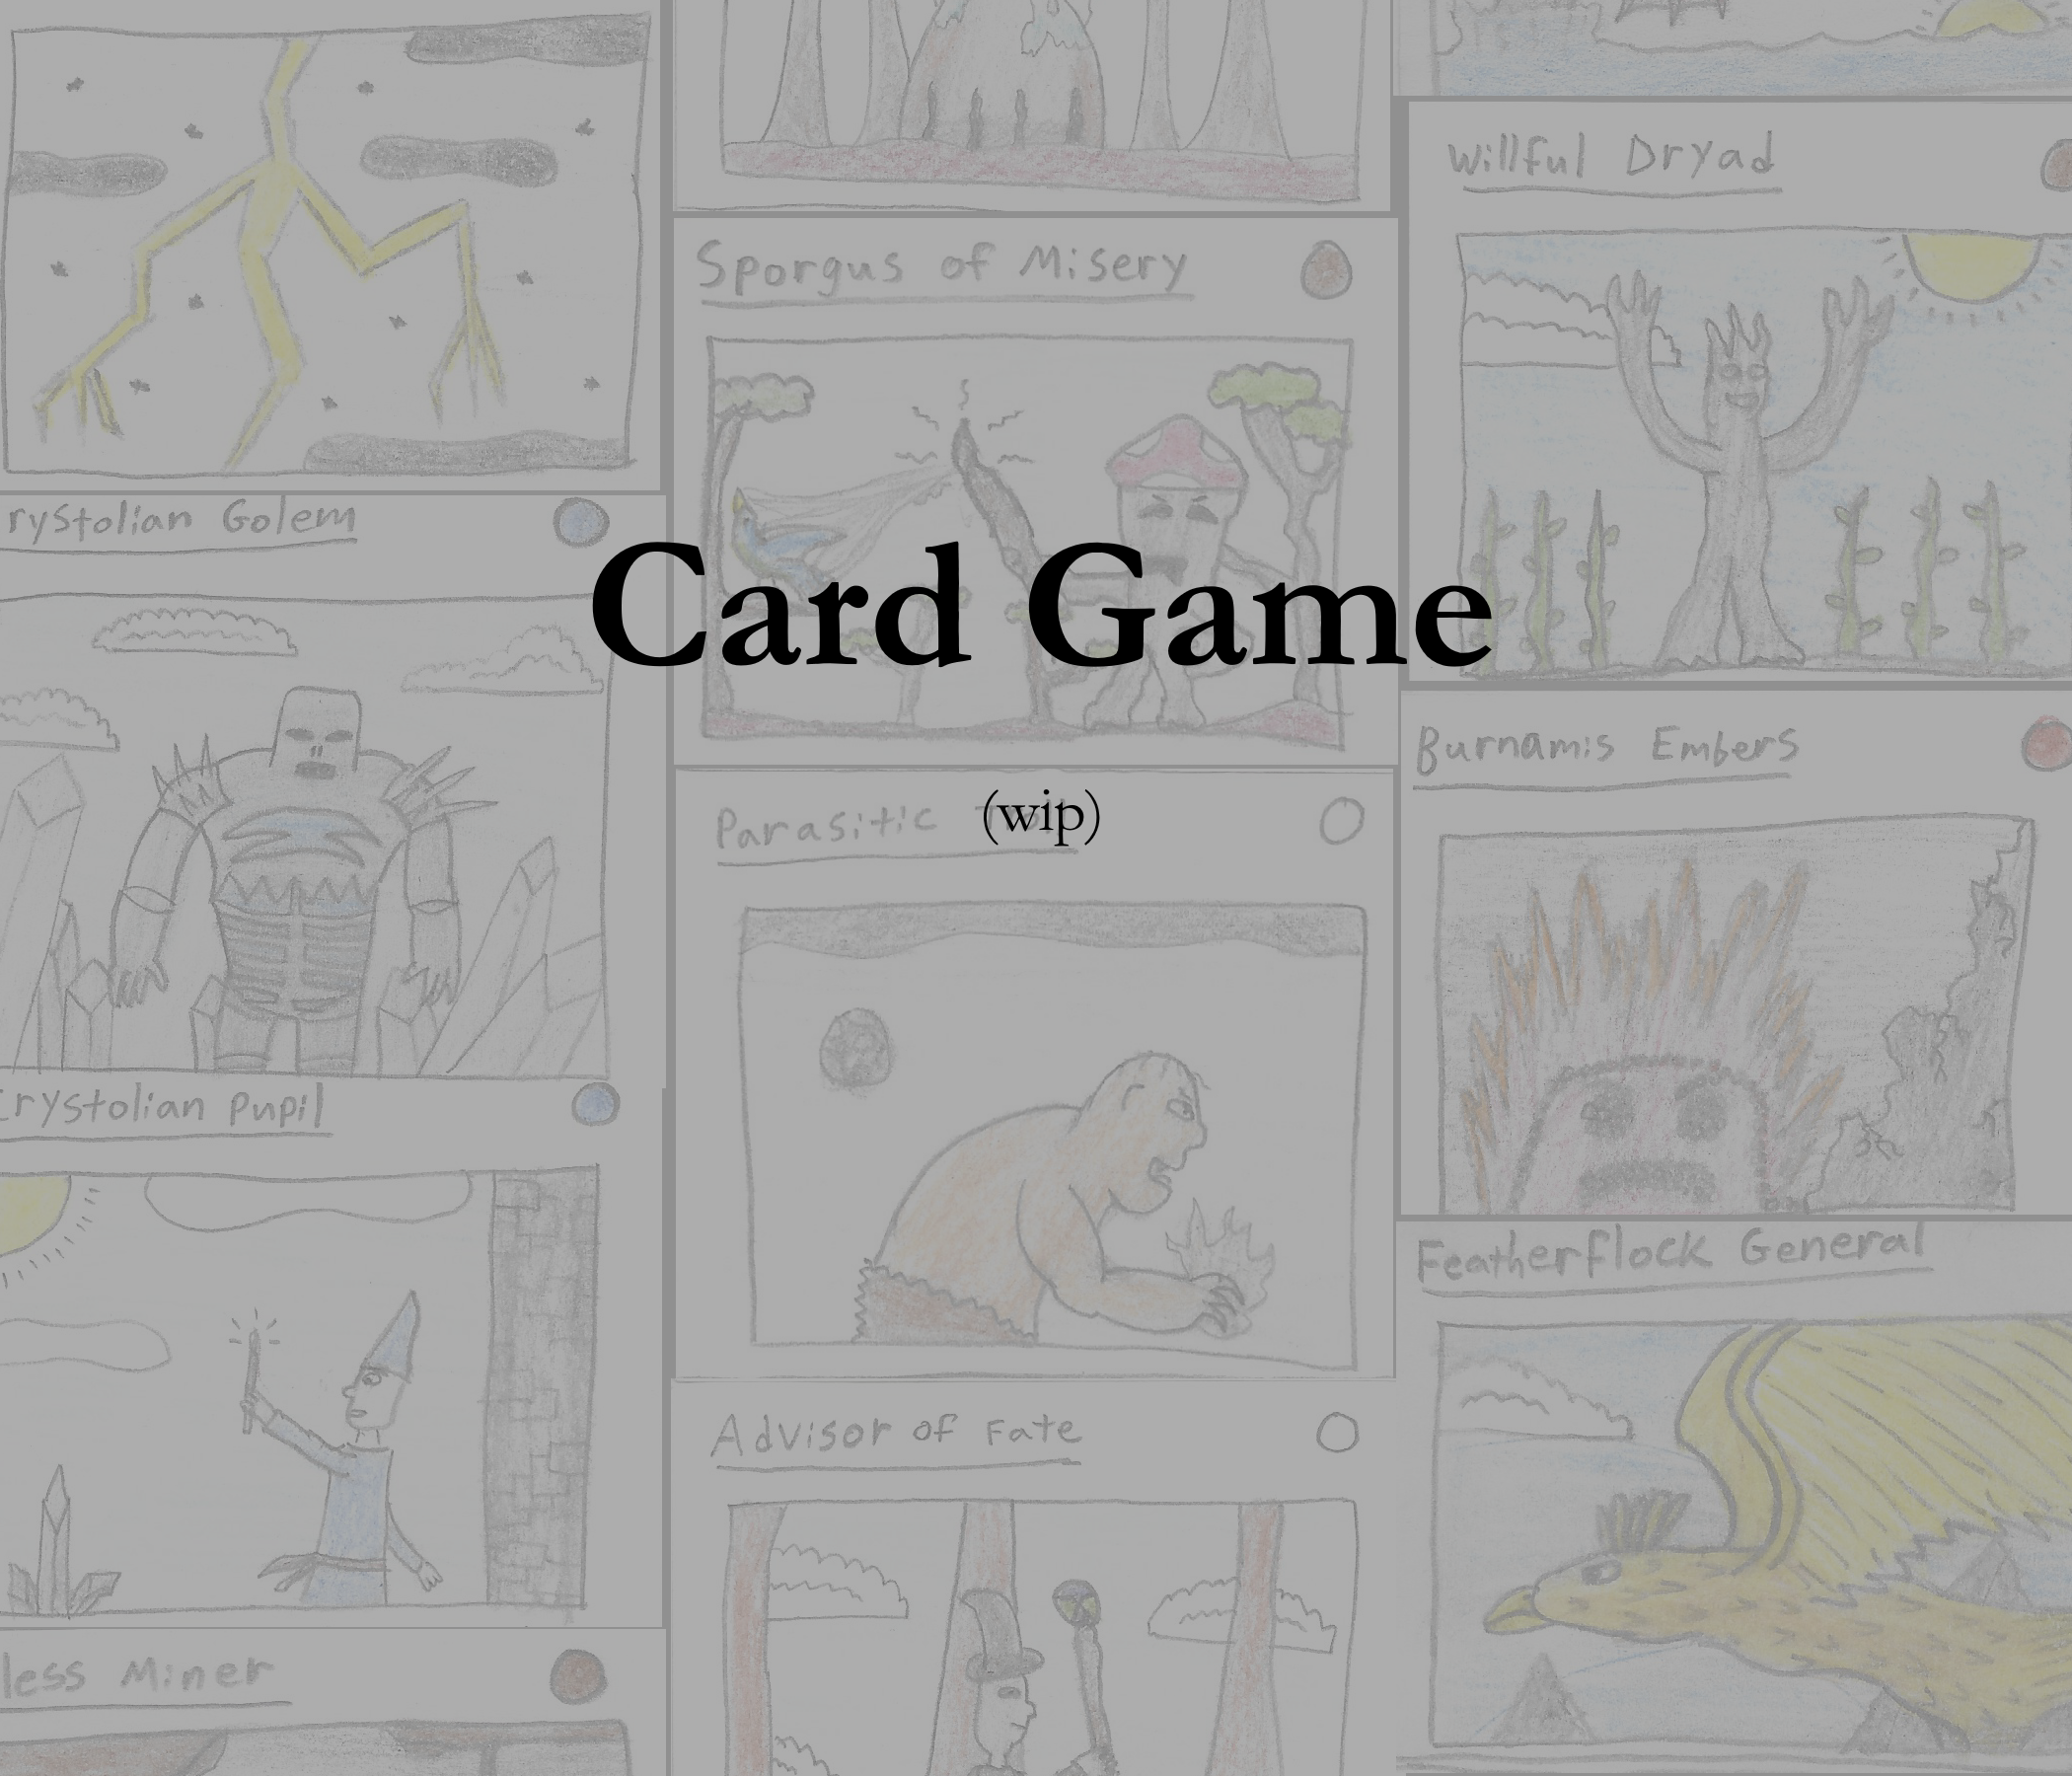 Willful Dryad
Sporgus of Misery
rystolian Golem
Card Game
Burnamis Embers
(wip)
Parasitic
Crystolian Pupil
Featherflock General
Advisor of Fate
less Miner